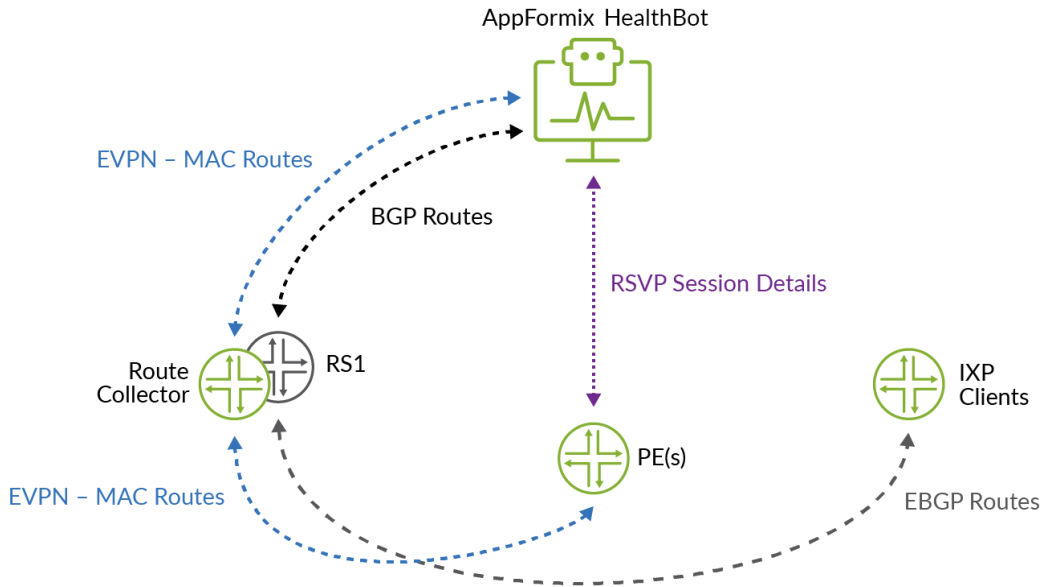 AppFormix HealthBot
EVPN – MAC Routes
BGP Routes
RSVP Session Details
Route
Collector
RS1
IXP
Clients
PE(s)
EVPN – MAC Routes
EBGP Routes